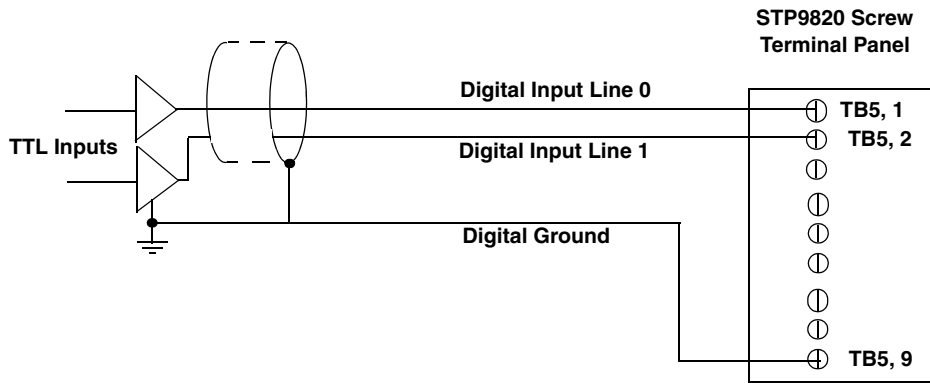 STP9820 Screw
Terminal Panel
Digital Input Line 0
TB5, 1
TTL Inputs
Digital Input Line 1
TB5, 2
Digital Ground
TB5, 9